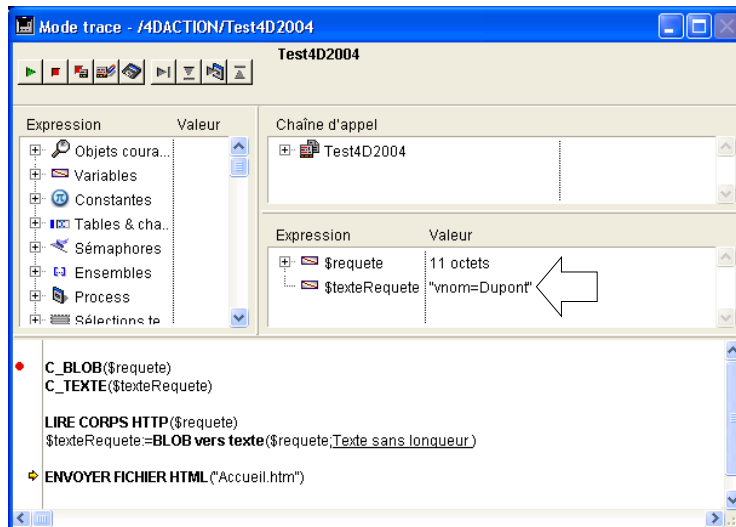 Mode trace - /4DACTION/Test4D2004
Test4D2004
Expression Valeur
Objets coura...
Variables
Constantes
Tables & cha..
Sémaphores
Ensembles
Process
Sélections te
Chaîne d'appel
Test4D2004
Expression Valeur
$requete 11 octets
$texteRequete "vnom=Dupont"
C_BLOB($requete)
C_TEXTE($texteRequete)
LIRE CORPS HTTP($requete)
$texteRequete:=BLOB vers texte($requete;Texte sans longueur)
ENVOYER FICHIER HTML("Accueil.htm")